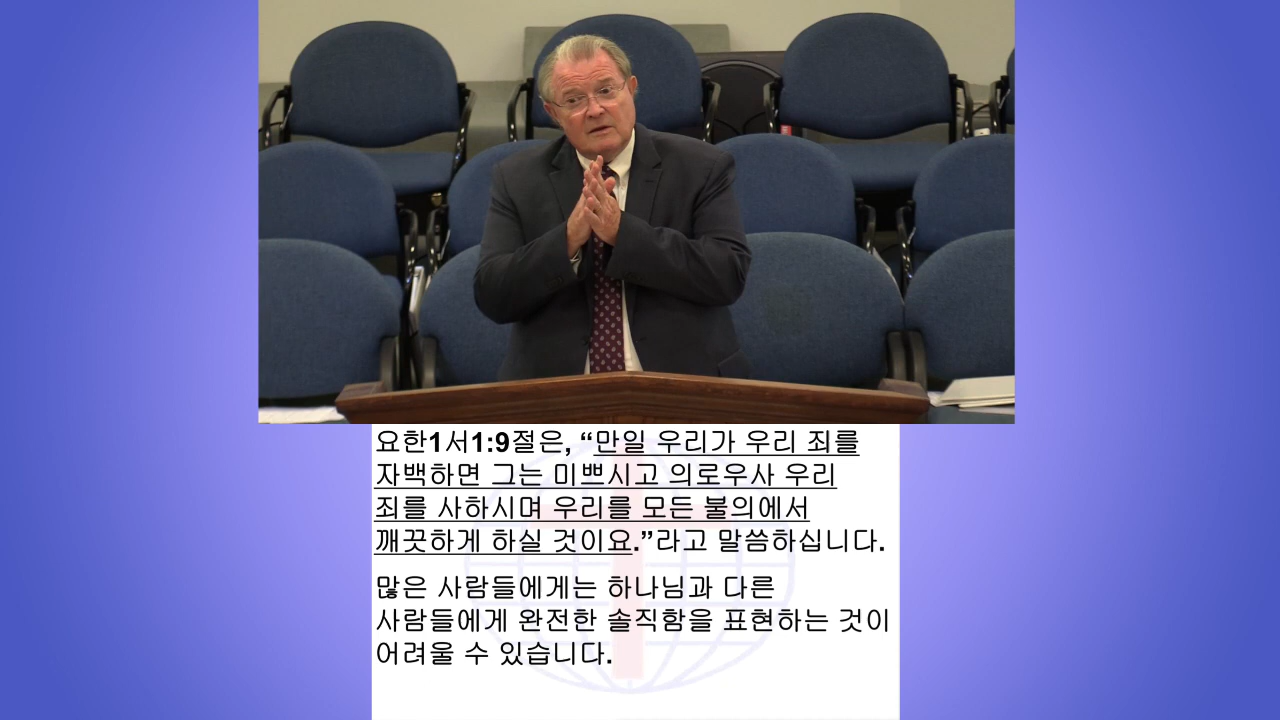 요한1서1:9절은, “만일 우리가 우리 죄를
자백하면 그는 미쁘시고 의로우사 우리
죄를 사하시며 우리를 모든 불의에서
깨끗하게 하실 것이요.”라고 말씀하십니다.
많은 사람들에게는 하나님과 다른
사람들에게 완전한 솔직함을 표현하는 것이
어려울 수 있습니다.